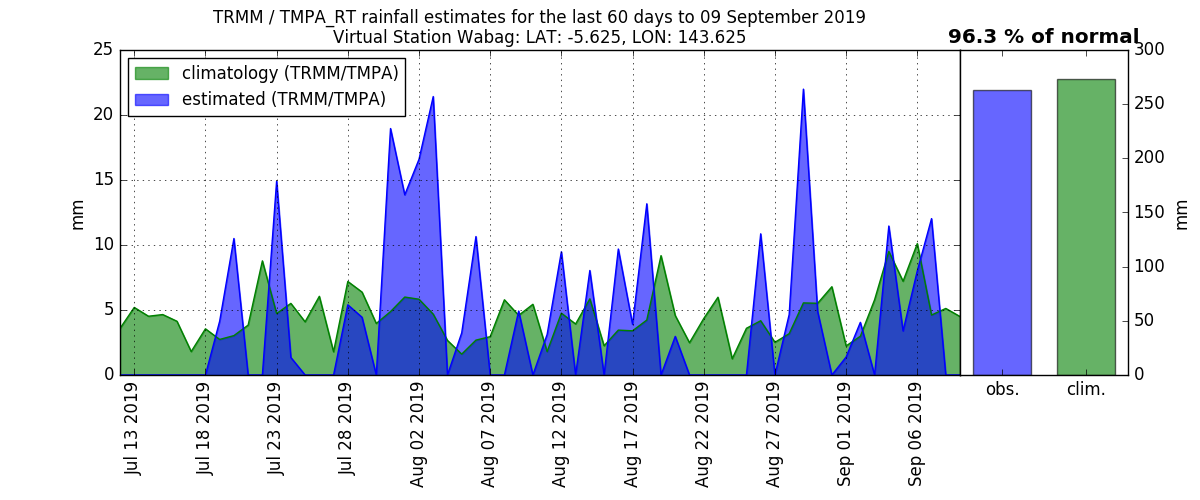 TRMM / TMPA_RT rainfall estimates for the last 60 days to 09 September 2019
Virtual Station Wabag: LAT: -5.625, LON: 143.625
96.3 % of normal
climatology (TRMM/TMPA)
estimated (TRMM/TMPA)
25
20
15
10
5
0
mm
Jul 13 2019
Jul 18 2019
Jul 23 2019
Jul 28 2019
Aug 02 2019
Aug 07 2019
Aug 12 2019
Aug 17 2019
Aug 22 2019
Aug 27 2019
Sep 01 2019
Sep 06 2019
obs.
clim.
300
250
200
150
100
50
0
mm